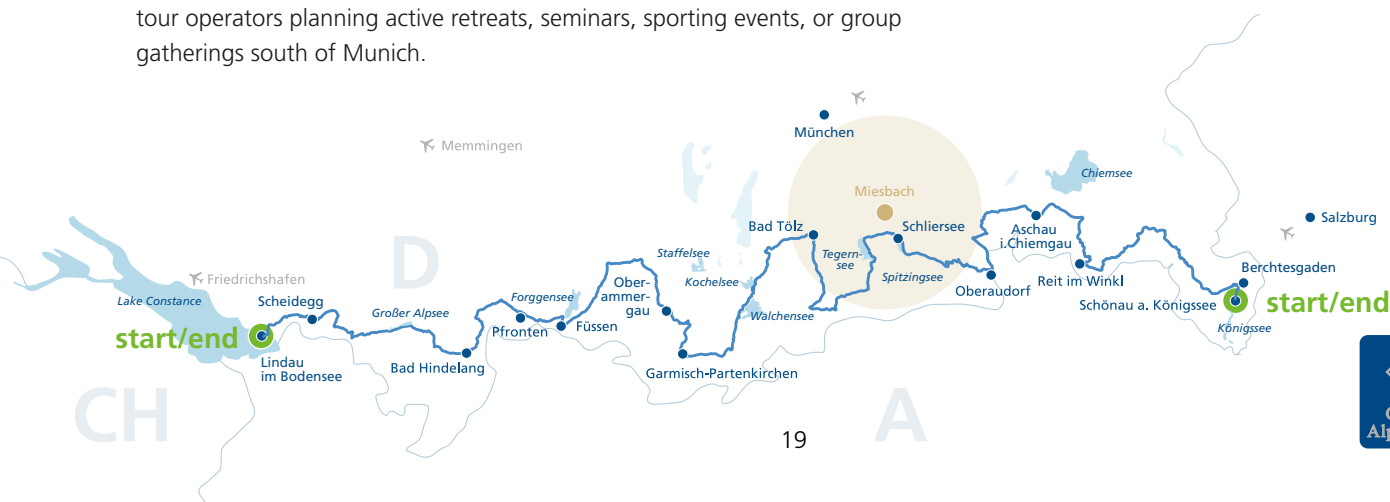 tour operators planning active retreats, seminars, sporting events, or group
gatherings south of Munich.
München
Memmingen
Chiemsee
Miesbach
Salzburg
Bad Tölz
Schliersee
Aschau
i.Chiemgau
Staffelsee
Tegern-
see
D
Friedrichshafen
Ober-
ammer-
gau
Kochelsee
Spitzingsee
Oberaudorf
Reit im Winkl
Berchtesgaden
Lake Constance
Scheidegg
Forggensee
Großer Alpsee
Walchensee
Schönau a. Königssee
start/end
Königssee
start/end
Pfronten
Füssen
Lindau
im Bodensee
Bad Hindelang
Garmisch-Partenkirchen
CH
A
19